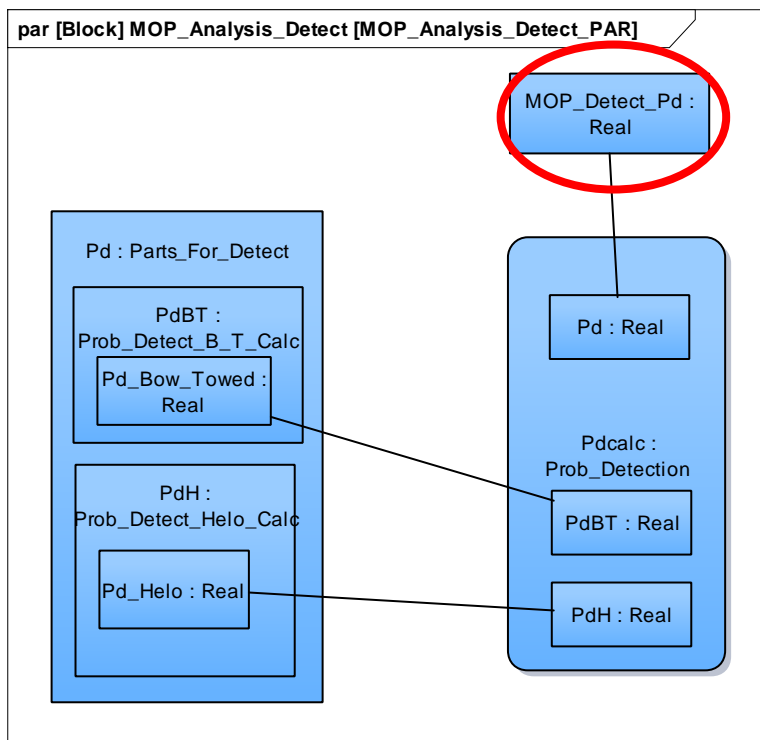 par [Block] MOP_Analysis_Detect [MOP_Analysis_Detect_PAR]
MOP_Detect_Pd :
Real
Pd : Parts_For_Detect
PdBT :
Prob_Detect_B_T_Calc
Pd_Bow_Towed :
Real
PdH :
Prob_Detect_Helo_Calc
Pd_Helo : Real
Pd : Real
Pdcalc :
Prob_Detection
PdBT : Real
PdH : Real